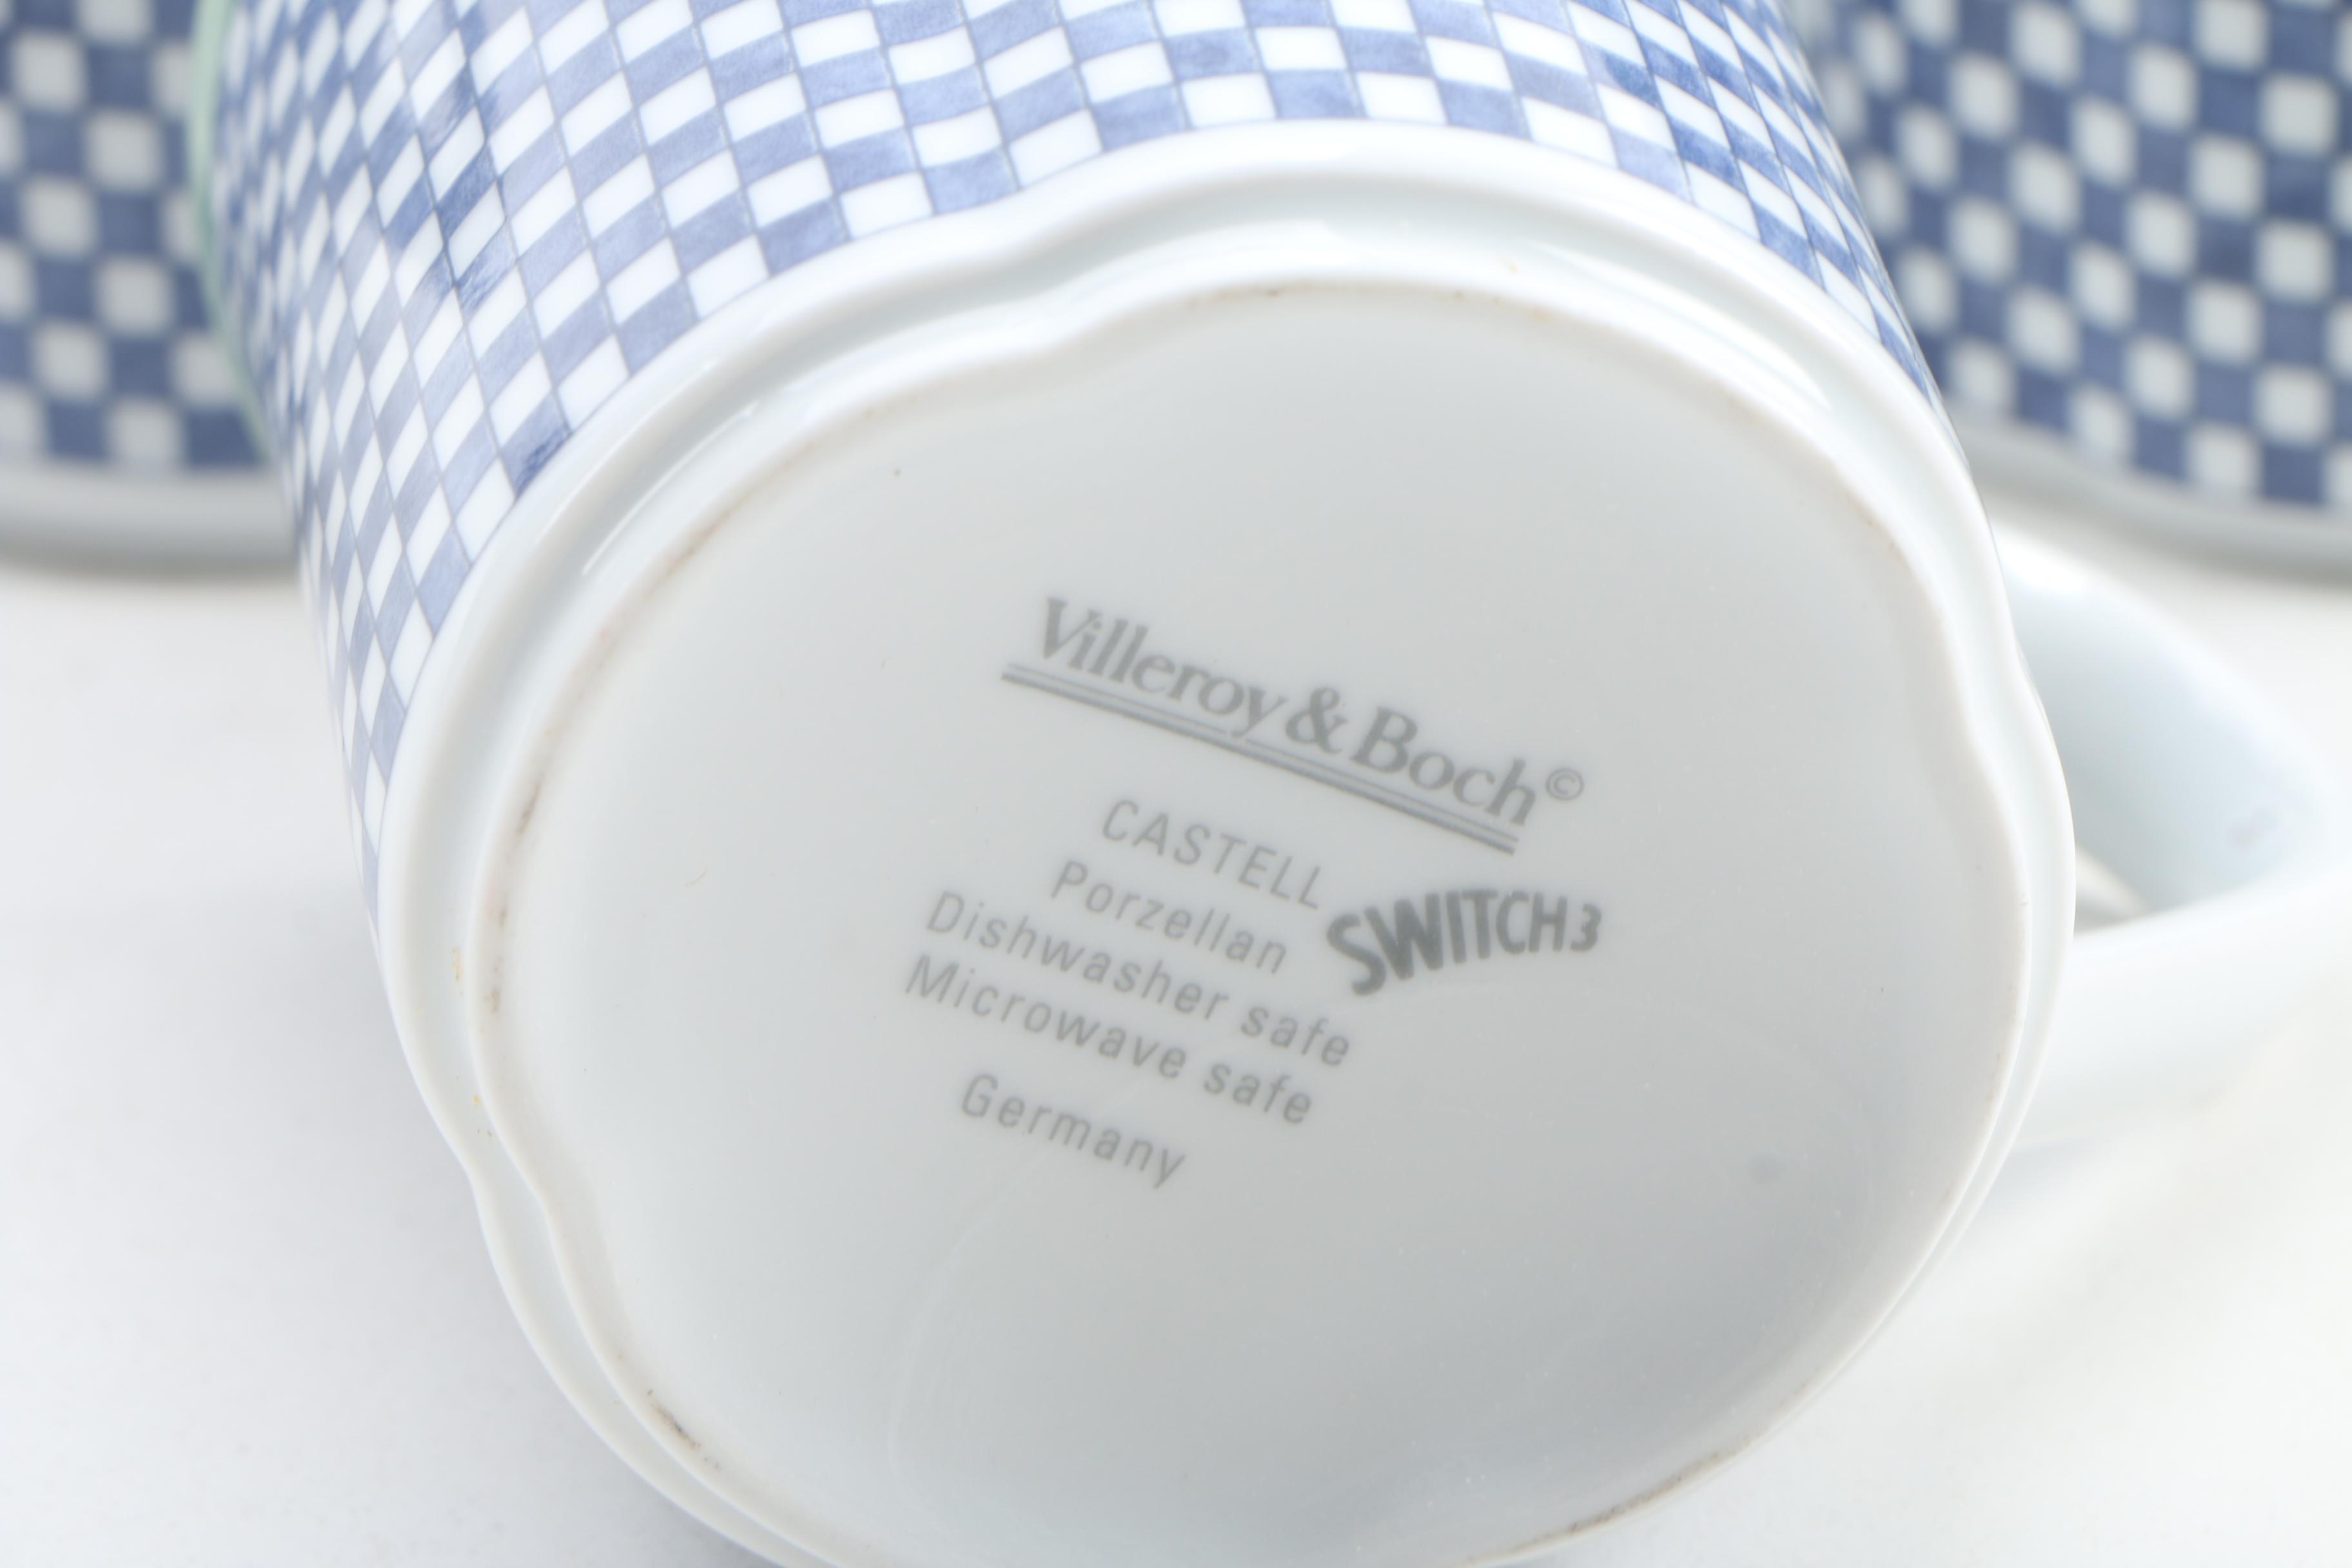 Villeroy & Boch©
CASTELL
Porzellan
SWITCH3
Dishwasher safe
Microwave safe
Germany